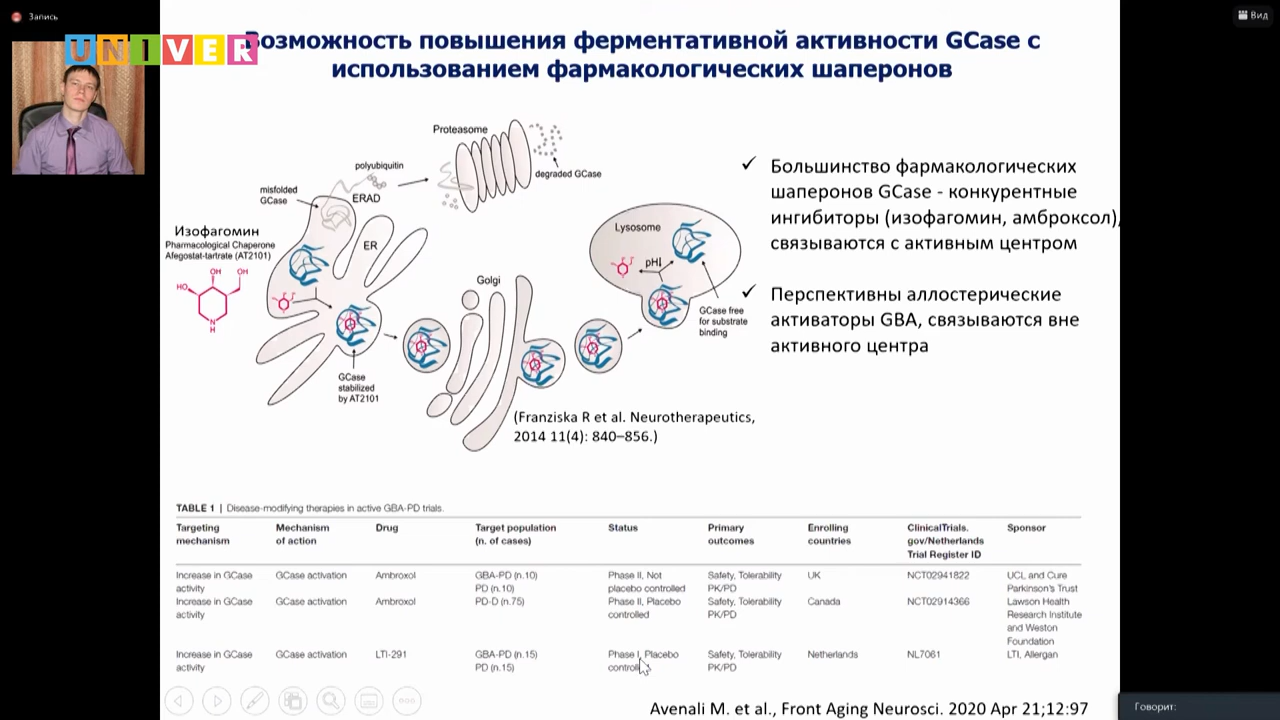 Запись
Вид
UNIVER
Возможность повышения ферментативной активности GCase с
использованием фармакологических шаперонов
Proteasome
polyubiquitin
degraded GCase
misfolded
GCase
ERAD
Изофагомин
Pharmacological Chaperone
Afegostat-tartrate (AT2101)
ER
OH
OH
HO
N
H
Golgi
Lysosome
pH↓
GCase free
for substrate
binding
GCase
stabilized
by AT2101
(Franziska R et al. Neurotherapeutics,
2014 11(4): 840–856.)
✓ Большинство фармакологических
шаперонов GCase - конкурентные
ингибиторы (изофагомин, амброксол),
связываются с активным центром
✓ Перспективны аллостерические
активаторы GBA, связываются вне
активного центра
TABLE 1 | Disease-modifying therapies in active GBA-PD trials.
Targeting Mechanism Drug Target population Status Primary Enrolling ClinicalTrials. Sponsor
mechanism of action (n. of cases) outcomes countries gov/Netherlands
Trial Register ID
Increase in GCase GCase activation Ambroxol GBA-PD (n.10) Phase II, Not Safety, Tolerability UK NCT02941822 UCL and Cure
activity PD (n.10) placebo controlled PK/PD Parkinson's Trust
Increase in GCase GCase activation Ambroxol PD-D (n.75) Phase II, Placebo Safety, Tolerability Canada NCT02914366 Lawson Health
activity controlled PK/PD Research Institute
and Weston
Foundation
Increase in GCase GCase activation LTI-291 GBA-PD (n.15) Phase I, Placebo Safety, Tolerability Netherlands NL7061 LTI, Allergan
activity PD (n.15) controlled PK/PD
Avenali M. et al., Front Aging Neurosci. 2020 Apr 21;12:97
Говорит: